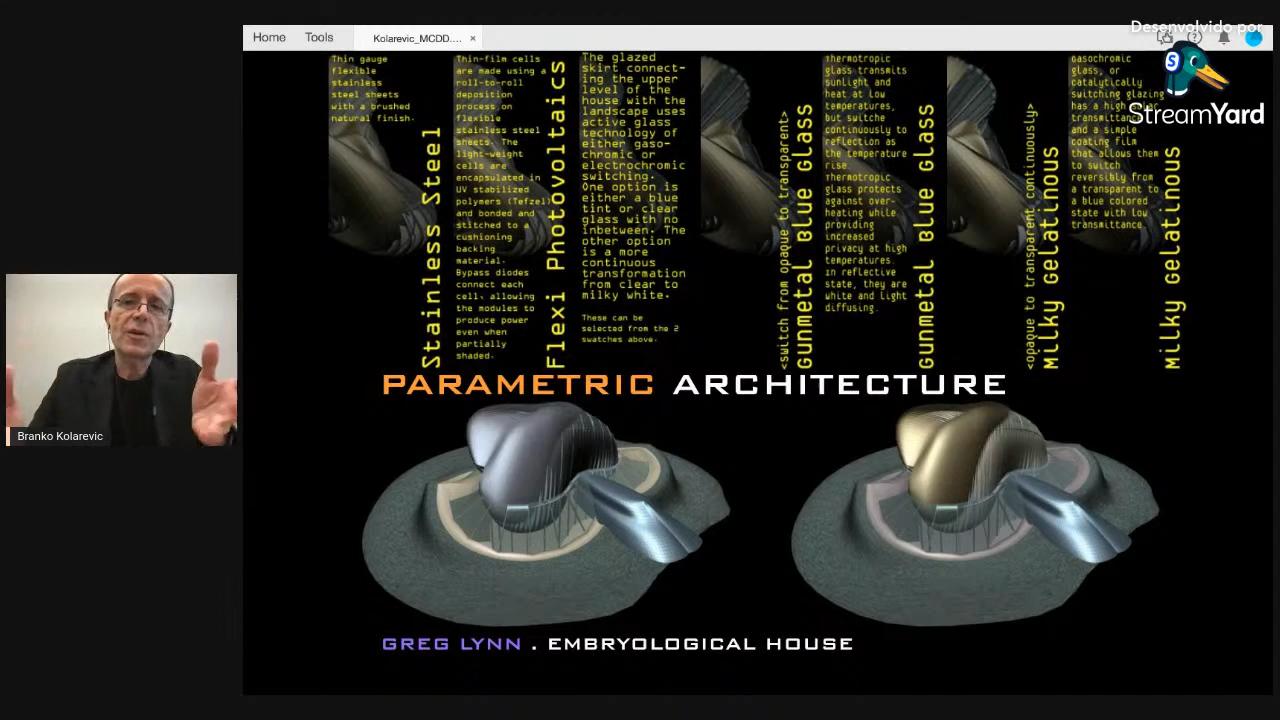 Desenvolvido por
StreamYard
Home
Tools
Kolarevic_MCDD....
×
Thin gauge
flexible
stainless
steel sheets
with a brushed
natural finish.
Stainless Steel
Thin-film cells
are made using a
roll-to-roll
deposition
process on
flexible
stainless steel
sheets. The
light-weight
cells are
encapsulated in
UV stabilized
polymers (Tefzel)
and bonded and
stitched to a
cushioning
backing
material.
Bypass diodes
connect each
cell, allowing
the modules to
produce power
even when
partially
shaded.
Flexi Photovoltaics
The glazed
skirt connect-
ing the upper
level of the
house with the
landscape uses
active glass
technology of
either gaso-
chromic or
electrochromic
switching.
One option is
either a blue
tint or clear
glass with no
inbetween. The
other option
is a more
continuous
transformation
from clear to
milky white.
These can be
selected from the 2
swatches above.
<switch from opaque to transparent>
Gunmetal Blue Glass
Thermotropic
glass transmits
sunlight and
heat at low
temperatures,
but switche
continuously to
reflection as
the temperature
rise.
Thermotropic
glass protects
against over-
heating while
providing
increased
privacy at high
temperatures.
in reflective
state, they are
white and light
diffusing.
Gunmetal Blue Glass
<opaque to transparent continuously>
Milky Gelatinous
Gasochromic
glass, or
catalytically
switching glazing
has a high solar
transmittance
and a simple
coating film
that allows them
to switch
reversibly from
a transparent to
a blue colored
state with low
transmittance.
Milky Gelatinous
PARAMETRIC ARCHITECTURE
Branko Kolarevic
GREG LYNN . EMBRYOLOGICAL HOUSE